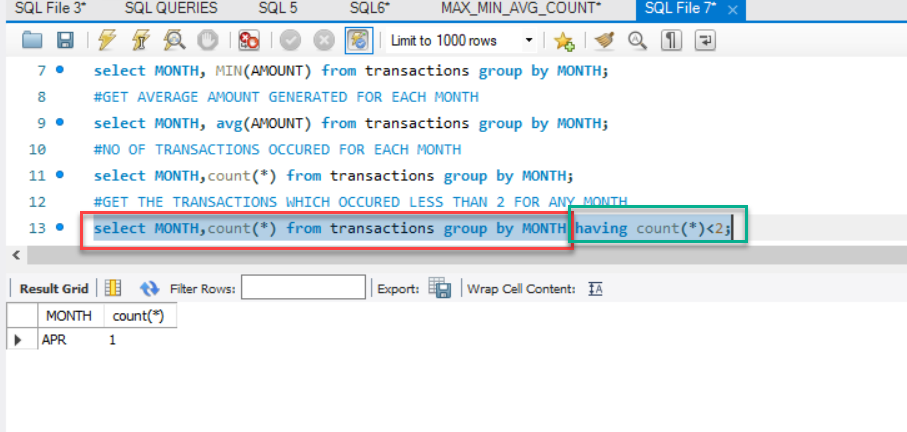 SQL File 3* SQL QUERIES SQL 5 SQL6* MAX_MIN_AVG_COUNT* SQL File 7* ×
Limit to 1000 rows
7 select MONTH, MIN(AMOUNT) from transactions group by MONTH;
8 #GET AVERAGE AMOUNT GENERATED FOR EACH MONTH
9 select MONTH, avg(AMOUNT) from transactions group by MONTH;
10 #NO OF TRANSACTIONS OCCURED FOR EACH MONTH
11 select MONTH,count(*) from transactions group by MONTH;
12 #GET THE TRANSACTIONS WHICH OCCURED LESS THAN 2 FOR ANY MONTH
13 select MONTH,count(*) from transactions group by MONTH having count(*)<2;
Result Grid Filter Rows: Export: Wrap Cell Content:
MONTH count(*)
APR 1